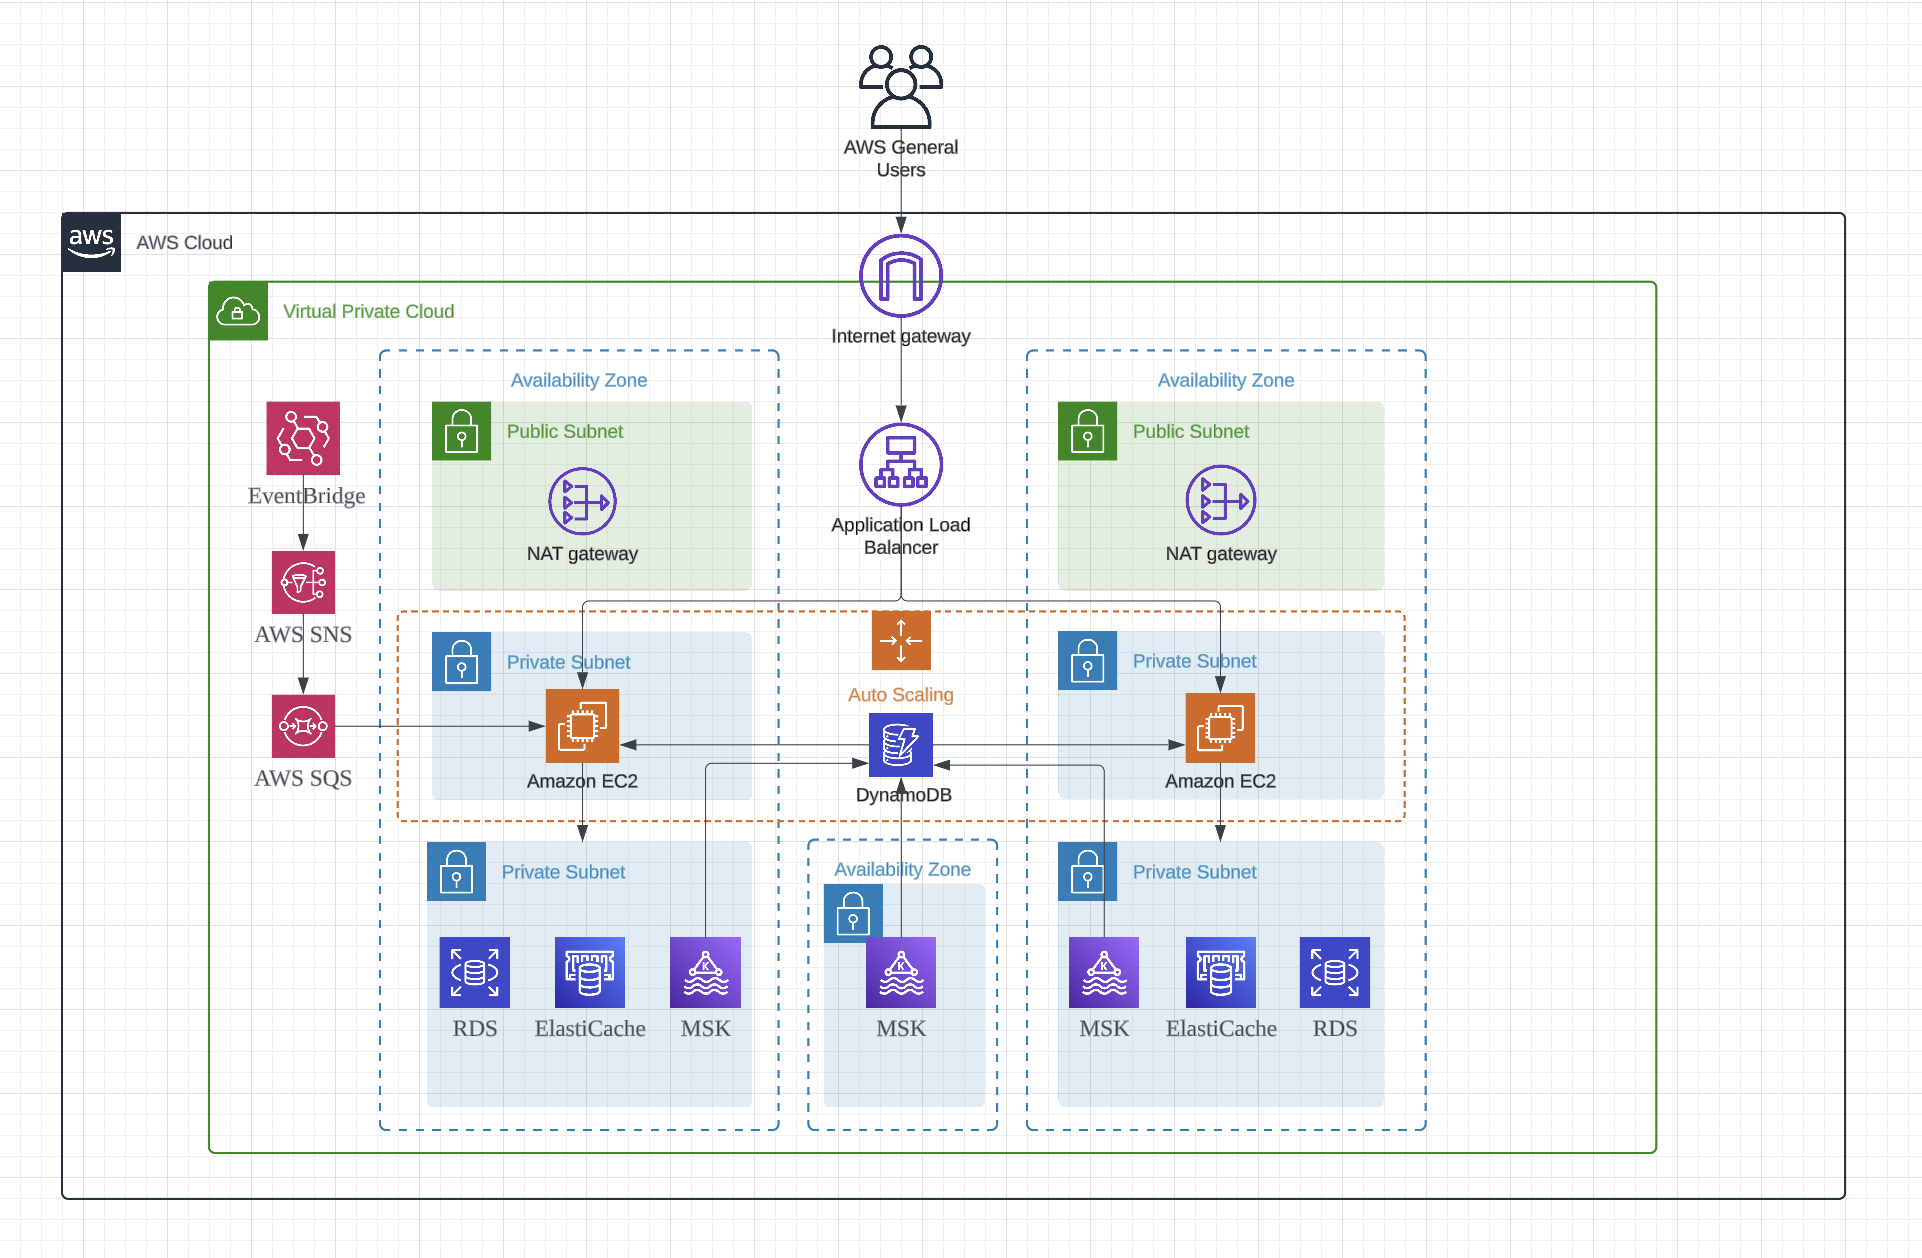 AWS General
Users
aws
AWS Cloud
Virtual Private Cloud
Internet gateway
Availability Zone
Availability Zone
Public Subnet
Public Subnet
EventBridge
NAT gateway
Application Load
Balancer
NAT gateway
AWS SNS
Private Subnet
Auto Scaling
Private Subnet
AWS SQS
Amazon EC2
DynamoDB
Amazon EC2
Private Subnet
Availability Zone
Private Subnet
K
K
K
RDS
ElastiCache
MSK
MSK
MSK
ElastiCache
RDS